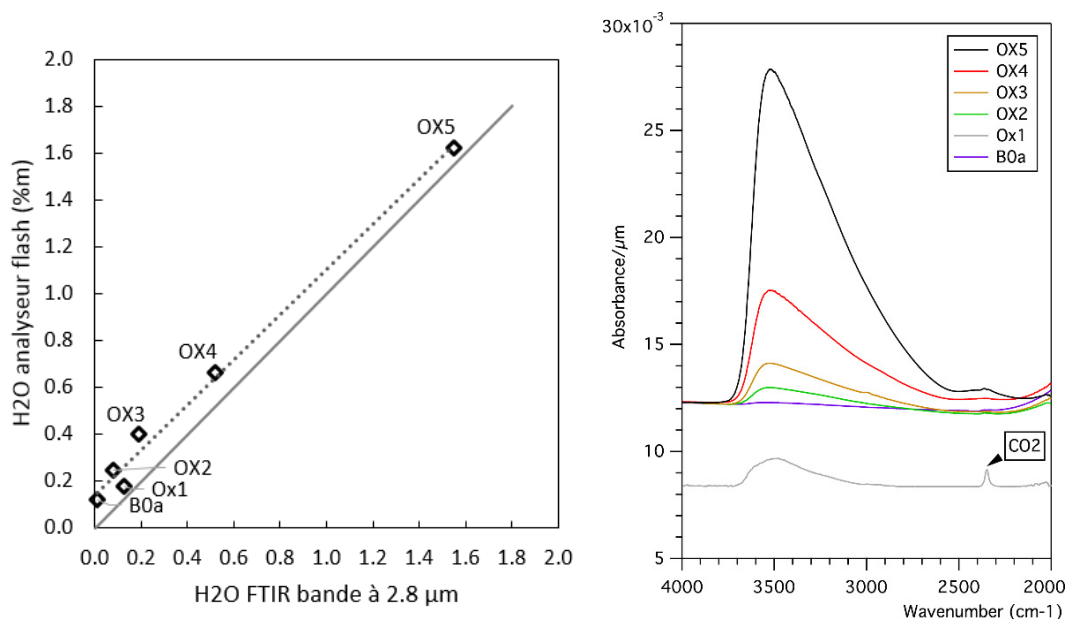 H2O analyseur flash (%m)
2.0
1.8
1.6
1.4
1.2
1.0
0.8
0.6
0.4
0.2
0.0
OX5
OX4
OX3
OX2
Ox1
B0a
0.0 0.2 0.4 0.6 0.8 1.0 1.2 1.4 1.6 1.8 2.0
H2O FTIR bande à 2.8 µm
Absorbance/µm
30x10-3
25
20
15
10
5
OX5
OX4
OX3
OX2
Ox1
B0a
CO2
4000 3500 3000 2500 2000
Wavenumber (cm-1)